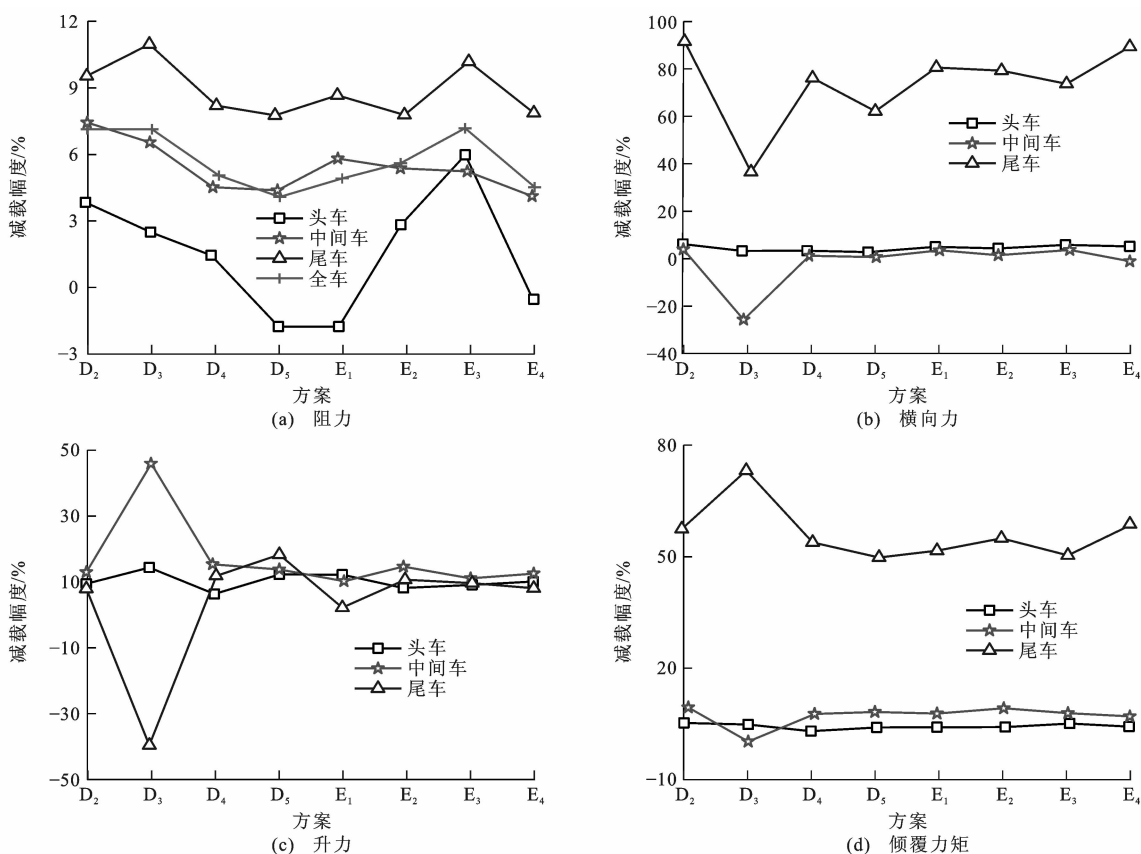 12
9
6
3
0
−3
减载幅度/%
头车
中间车
尾车
全车
D₂ D₃ D₄ D₅ E₁ E₂ E₃ E₄
方案
(a) 阻力
100
80
60
40
20
0
−20
−40
减载幅度/%
头车
中间车
尾车
D₂ D₃ D₄ D₅ E₁ E₂ E₃ E₄
方案
(b) 横向力
50
30
10
−10
−30
−50
减载幅度/%
头车
中间车
尾车
D₂ D₃ D₄ D₅ E₁ E₂ E₃ E₄
方案
(c) 升力
80
50
20
−10
减载幅度/%
头车
中间车
尾车
D₂ D₃ D₄ D₅ E₁ E₂ E₃ E₄
方案
(d) 倾覆力矩